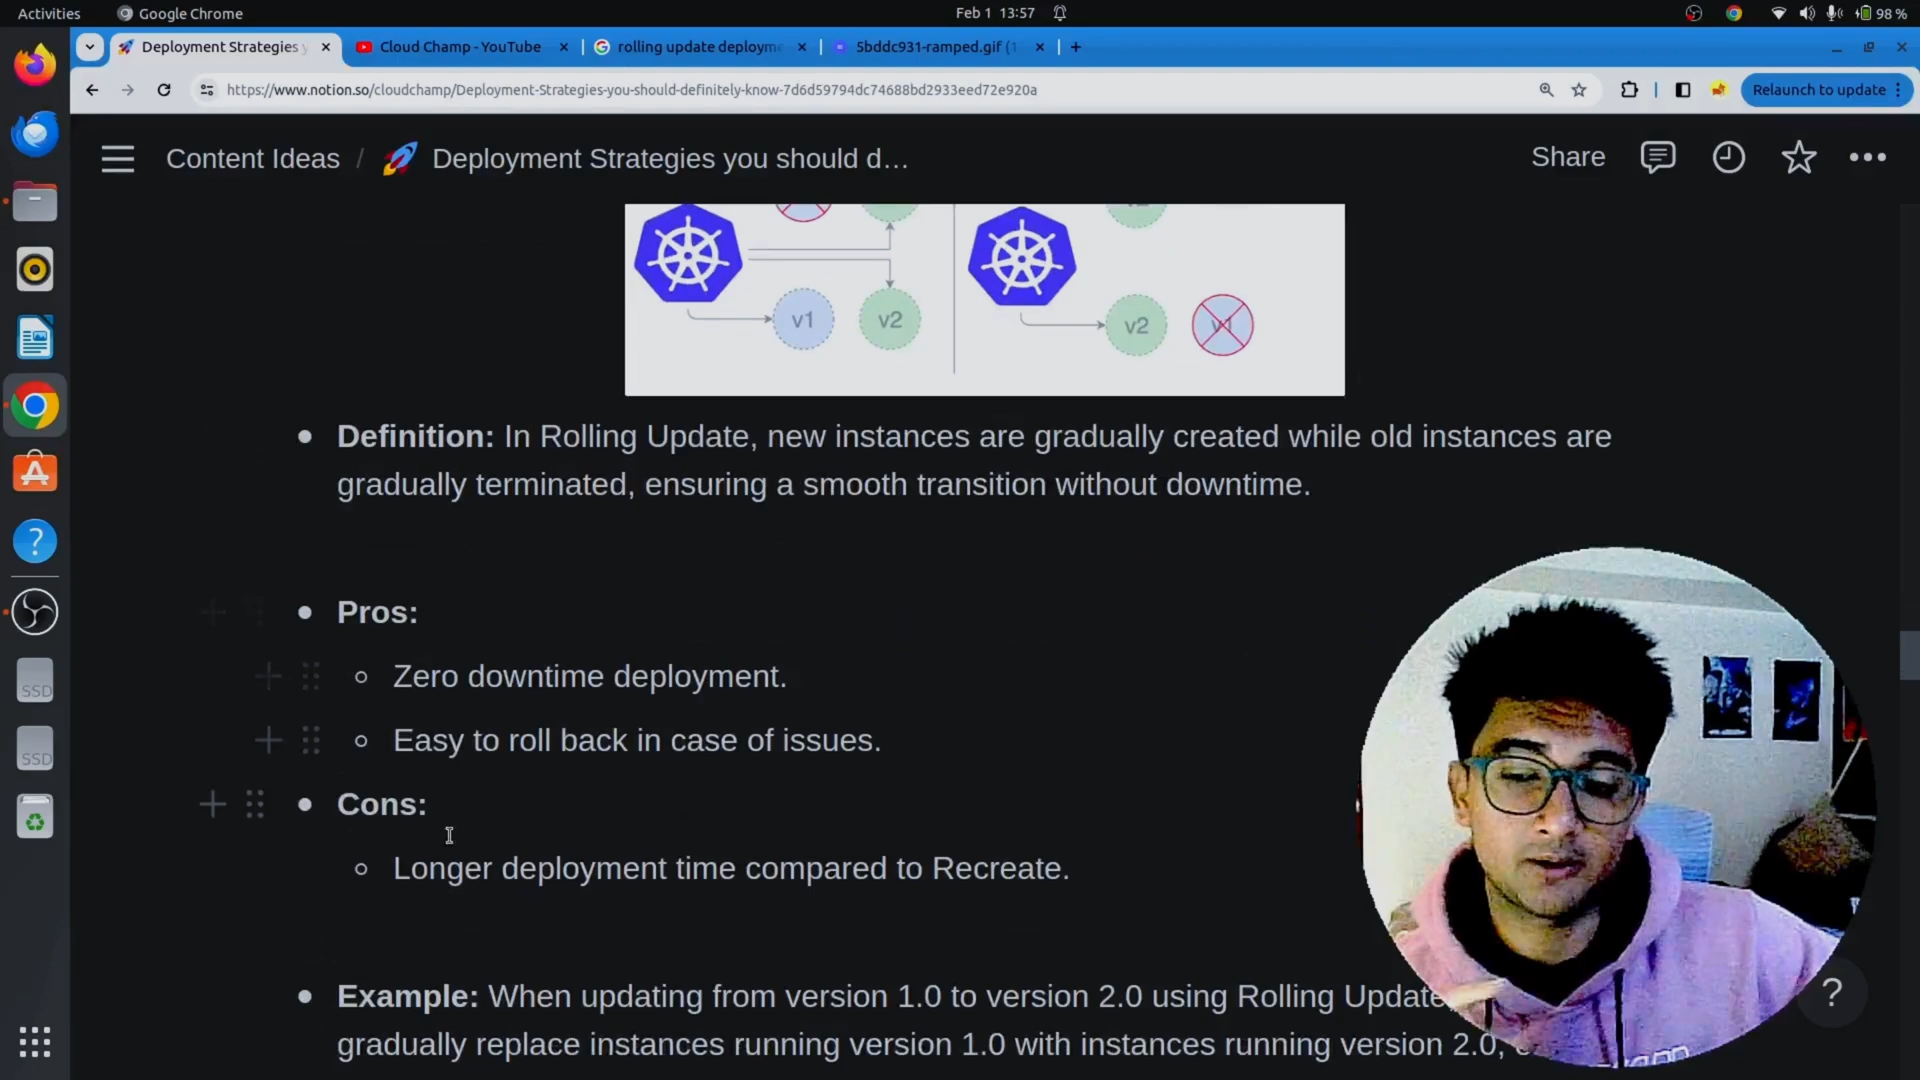 Activities
Google Chrome
Feb 1 13:57
98 %
Deployment Strategies y
Cloud Champ - YouTube
rolling update deployme
5bddc931-ramped.gif (1
https://www.notion.so/cloudchamp/Deployment-Strategies-you-should-definitely-know-7d6d59794dc74688bd2933eed72e920a
Relaunch to update
Content Ideas / 🚀 Deployment Strategies you should d…
Share
v1
v2
v2
v1
• Definition: In Rolling Update, new instances are gradually created while old instances are
gradually terminated, ensuring a smooth transition without downtime.
• Pros:
◦ Zero downtime deployment.
◦ Easy to roll back in case of issues.
• Cons:
◦ Longer deployment time compared to Recreate.
• Example: When updating from version 1.0 to version 2.0 using Rolling Update
gradually replace instances running version 1.0 with instances running version 2.0,
?
?
SSD
SSD